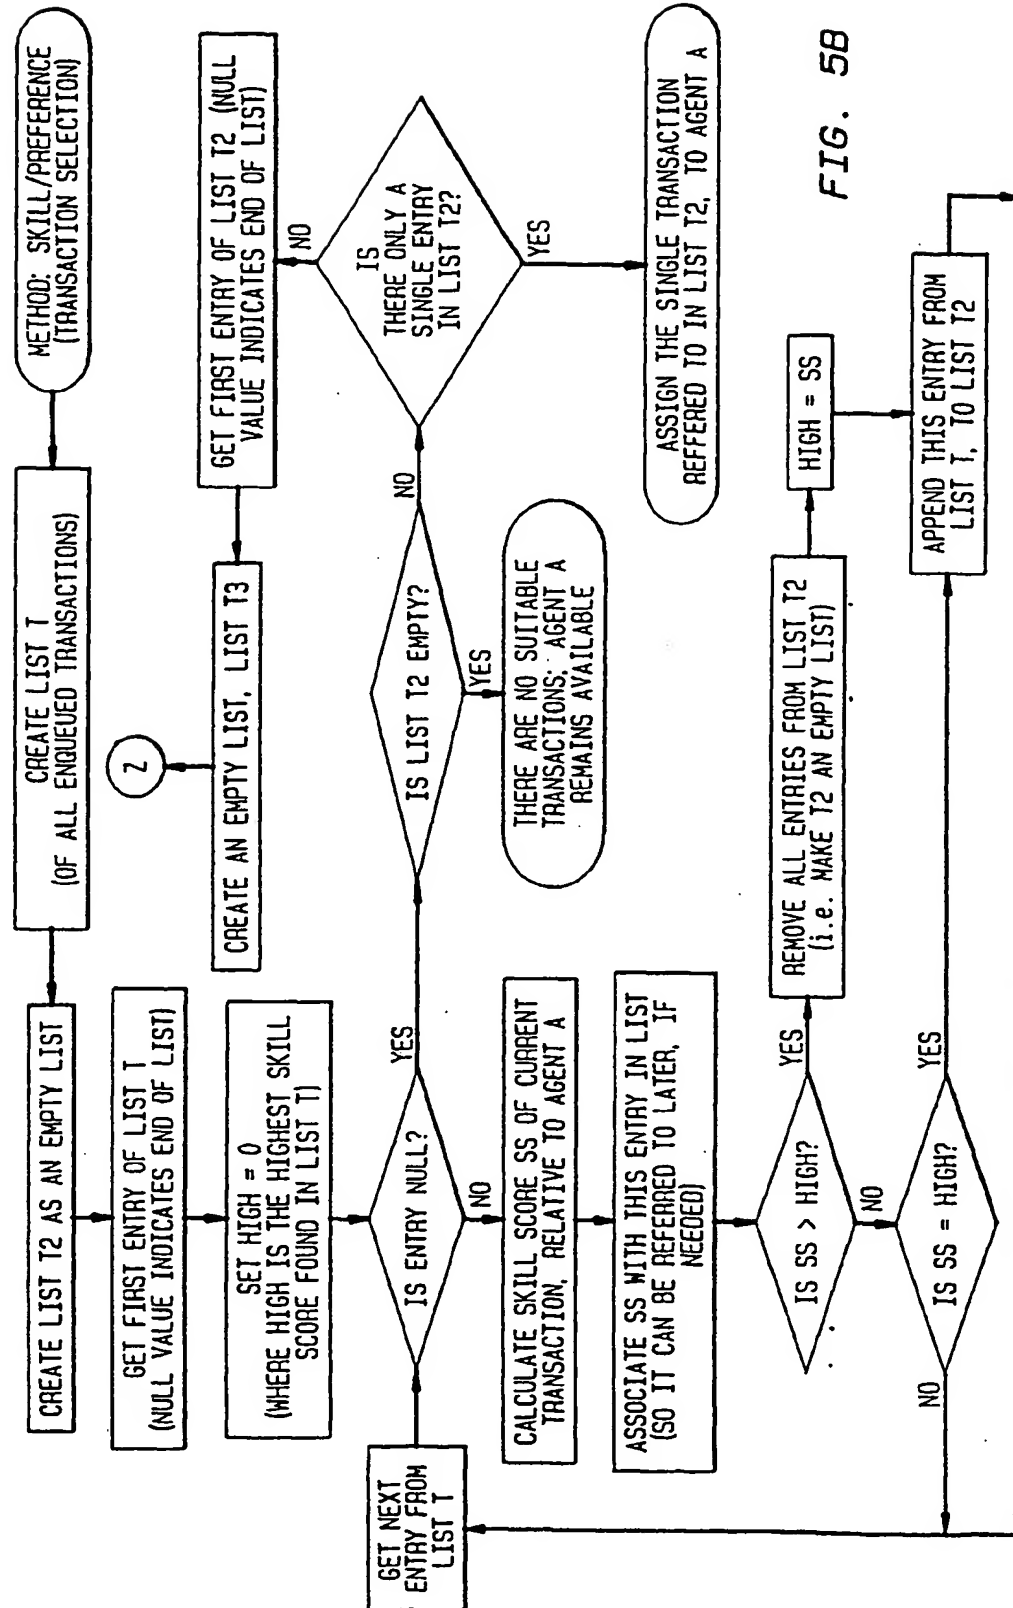 METHOD: SKILL/PREFERENCE
(TRANSACTION SELECTION)
CREATE LIST T
(OF ALL ENQUEUED TRANSACTIONS)
CREATE LIST T2 AS AN EMPTY LIST
GET FIRST ENTRY OF LIST T
(NULL VALUE INDICATES END OF LIST)
SET HIGH = 0
(WHERE HIGH IS THE HIGHEST SKILL
SCORE FOUND IN LIST T)
GET NEXT
ENTRY FROM
LIST T
IS ENTRY NULL?
YES
NO
CALCULATE SKILL SCORE SS OF CURRENT
TRANSACTION, RELATIVE TO AGENT A
ASSOCIATE SS WITH THIS ENTRY IN LIST
(SO IT CAN BE REFERRED TO LATER, IF
NEEDED)
IS SS > HIGH?
YES
NO
REMOVE ALL ENTRIES FROM LIST T2
(i.e. MAKE T2 AN EMPTY LIST)
HIGH = SS
IS SS = HIGH?
YES
NO
APPEND THIS ENTRY FROM
LIST T, TO LIST T2
IS LIST T2 EMPTY?
NO
YES
THERE ARE NO SUITABLE
TRANSACTIONS; AGENT A
REMAINS AVAILABLE
IS
THERE ONLY A
SINGLE ENTRY
IN LIST T2?
NO
YES
GET FIRST ENTRY OF LIST T2 (NULL
VALUE INDICATES END OF LIST)
CREATE AN EMPTY LIST, LIST T3
2
ASSIGN THE SINGLE TRANSACTION
REFFERED TO IN LIST T2, TO AGENT A
FIG. 5B